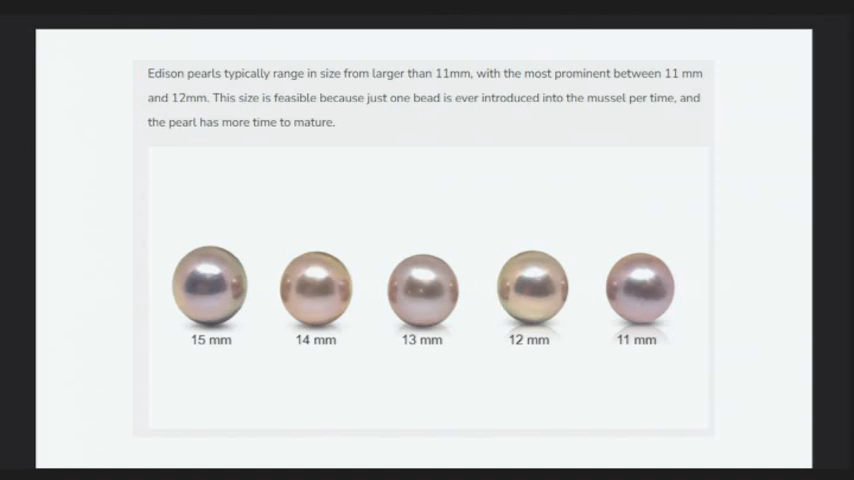 Edison pearls typically range in size from larger than 11mm, with the most prominent between 11 mm
and 12mm. This size is feasible because just one bead is ever introduced into the mussel per time, and
the pearl has more time to mature.
15 mm
14 mm
13 mm
12 mm
11 mm